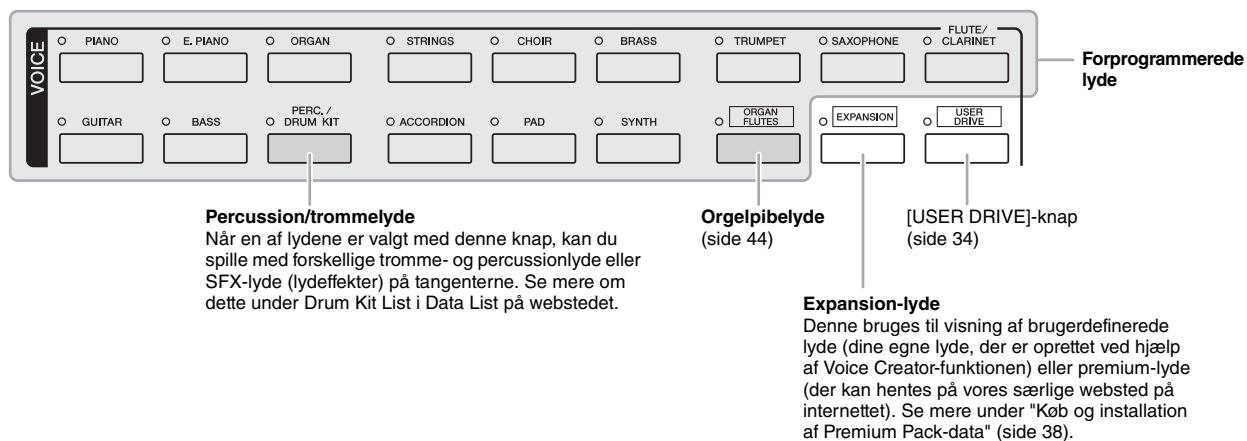 VOICE
PIANO
E. PIANO
ORGAN
STRINGS
CHOIR
BRASS
TRUMPET
SAXOPHONE
FLUTE/
CLARINET
GUITAR
BASS
PERC. /
DRUM KIT
ACCORDION
PAD
SYNTH
ORGAN
FLUTES
EXPANSION
USER
DRIVE
Forprogrammerede
lyde
Percussion/trommelyde
Når en af lydene er valgt med denne knap, kan du
spille med forskellige tromme- og percussionlyde eller
SFX-lyde (lydeffekter) på tangenterne. Se mere om
dette under Drum Kit List i Data List på webstedet.
Orgelpibelyde
(side 44)
[USER DRIVE]-knap
(side 34)
Expansion-lyde
Denne bruges til visning af brugerdefinerede
lyde (dine egne lyde, der er oprettet ved hjælp
af Voice Creator-funktionen) eller premium-lyde
(der kan hentes på vores særlige websted på
internettet). Se mere under "Køb og installation
af Premium Pack-data" (side 38).